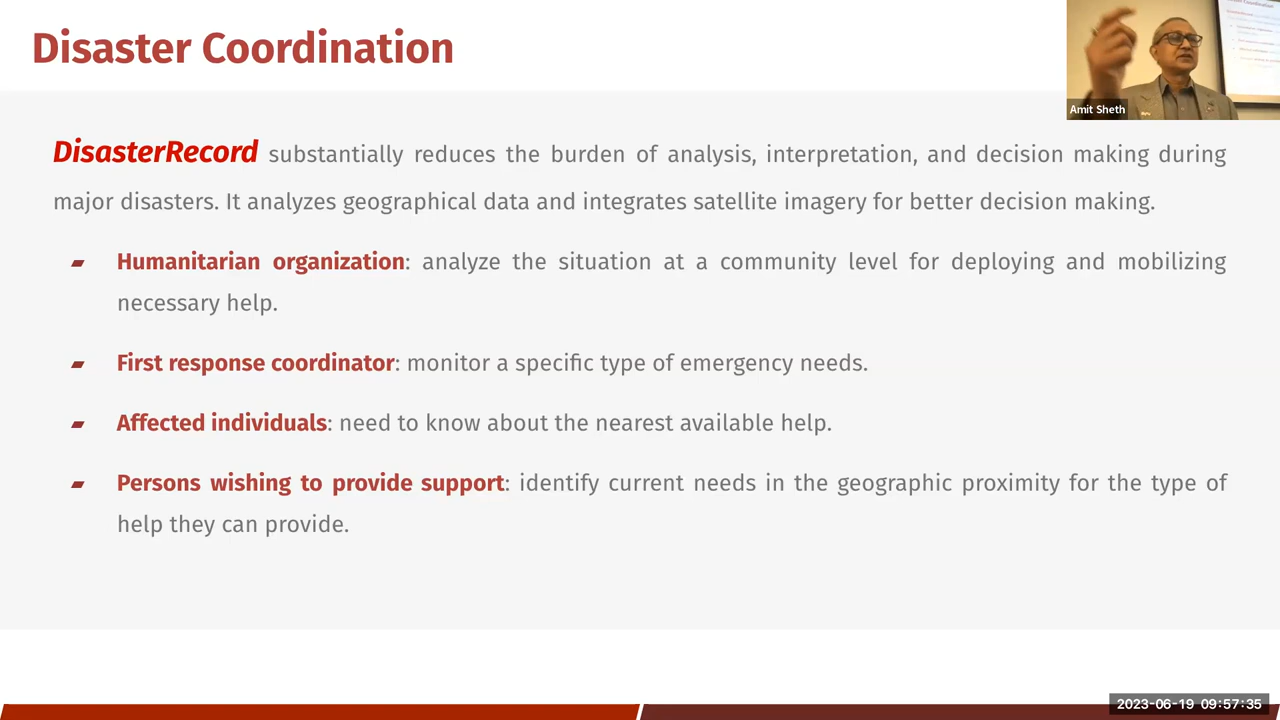 Disaster Coordination
Amit Sheth
DisasterRecord substantially reduces the burden of analysis, interpretation, and decision making during
major disasters. It analyzes geographical data and integrates satellite imagery for better decision making.
Humanitarian organization: analyze the situation at a community level for deploying and mobilizing
necessary help.
First response coordinator: monitor a specific type of emergency needs.
Affected individuals: need to know about the nearest available help.
Persons wishing to provide support: identify current needs in the geographic proximity for the type of
help they can provide.
2023-06-19 09:57:35